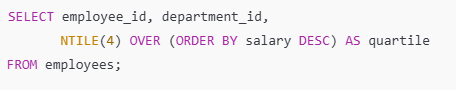 SELECT employee_id, department_id,
       NTILE(4) OVER (ORDER BY salary DESC) AS quartile
FROM employees;